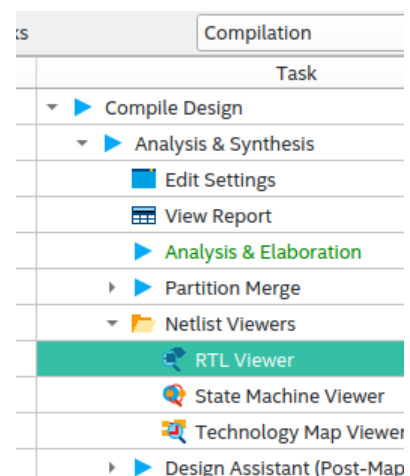 Compilation
Task
Compile Design
Analysis & Synthesis
Edit Settings
View Report
Analysis & Elaboration
Partition Merge
Netlist Viewers
RTL Viewer
State Machine Viewer
Technology Map Viewer
Design Assistant (Post-Map